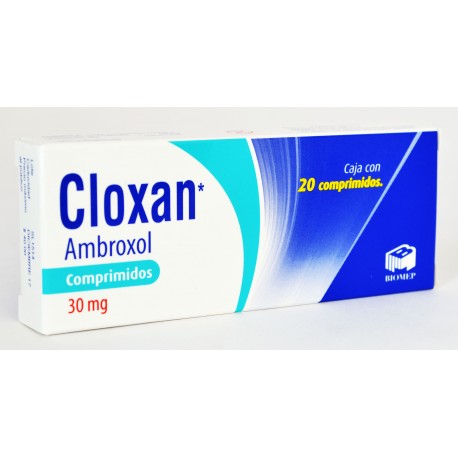 Cloxan*
Ambroxol
Comprimidos
30 mg
Caja con
20 comprimidos.
BIOMEP